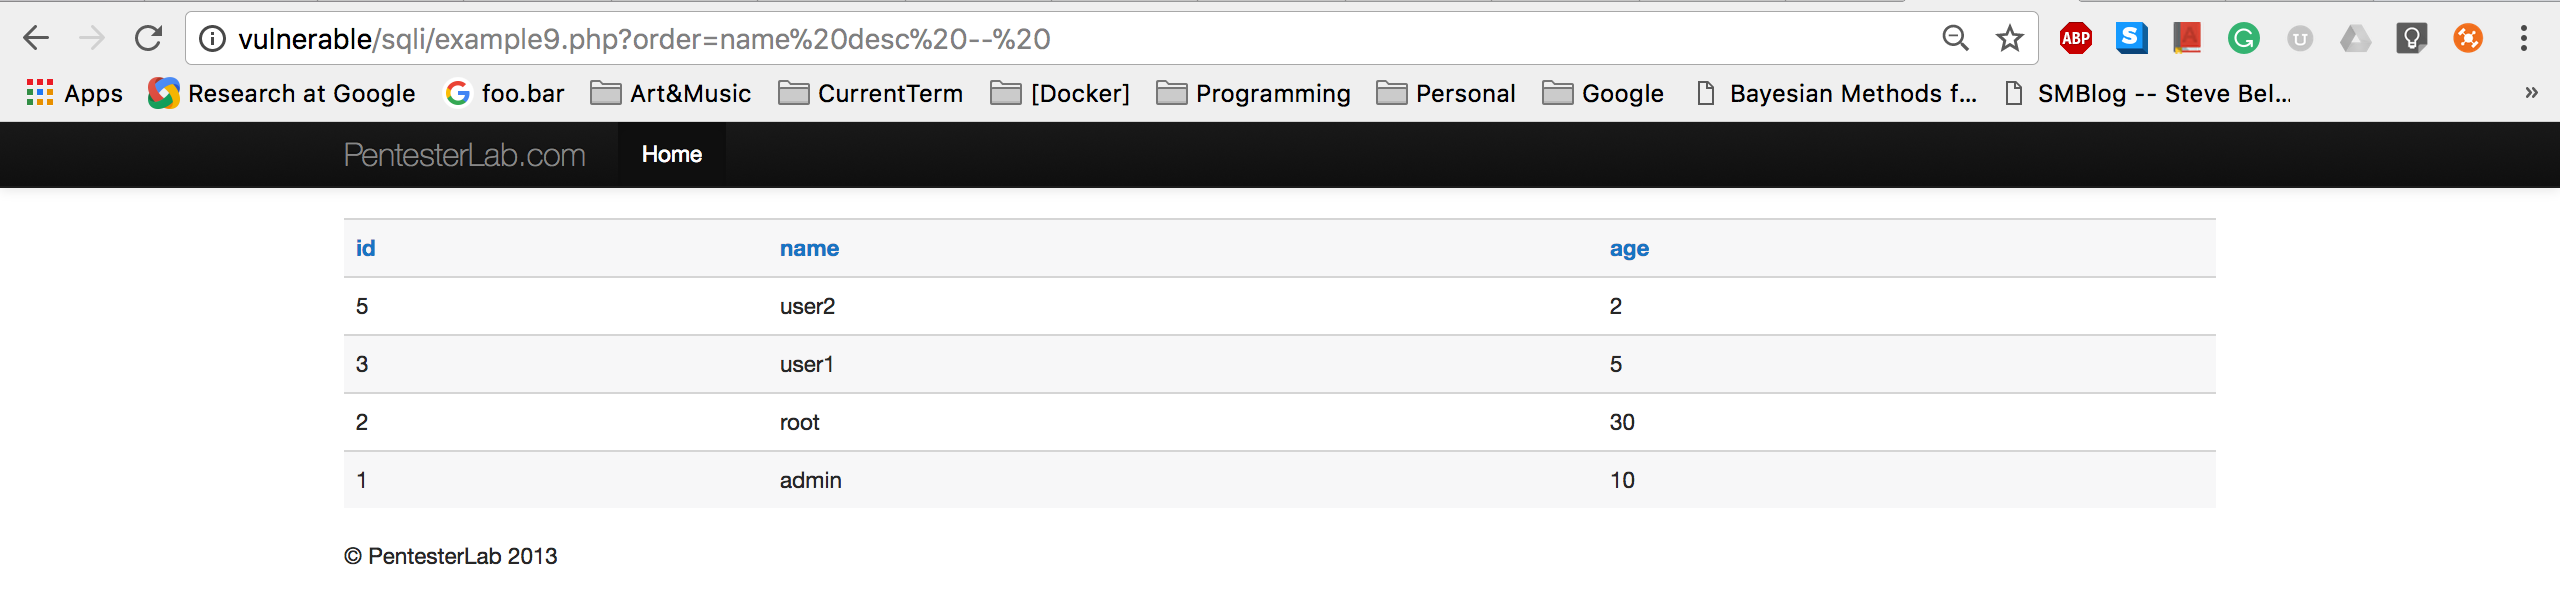 vulnerable/sqli/example9.php?order=name%20desc%20--%20 ABP S A G U
Apps Research at Google G foo.bar Art&Music CurrentTerm [Docker] Programming Personal Google Bayesian Methods f... SMBlog -- Steve Bel... »
PentesterLab.com Home
id name age
5 user2 2
3 user1 5
2 root 30
1 admin 10
© PentesterLab 2013